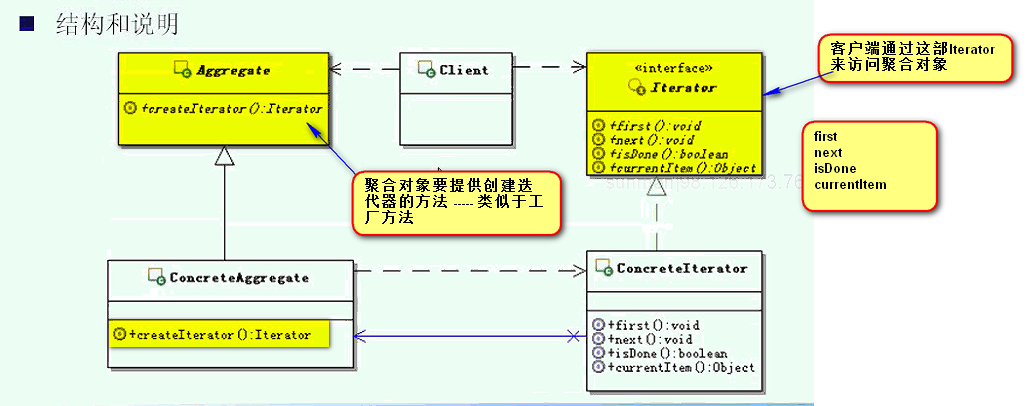 结构和说明
Aggregate
+createIterator():Iterator
Client
«interface»
Iterator
+first():void
+next():void
+isDone():boolean
+currentItem():Object
客户端通过这部Iterator
来访问聚合对象
first
next
isDone
currentItem
聚合对象要提供创建迭
代器的方法 ----- 类似于工
厂方法
ConcreteAggregate
+createIterator():Iterator
ConcreteIterator
+first():void
+next():void
+isDone():boolean
+currentItem():Object